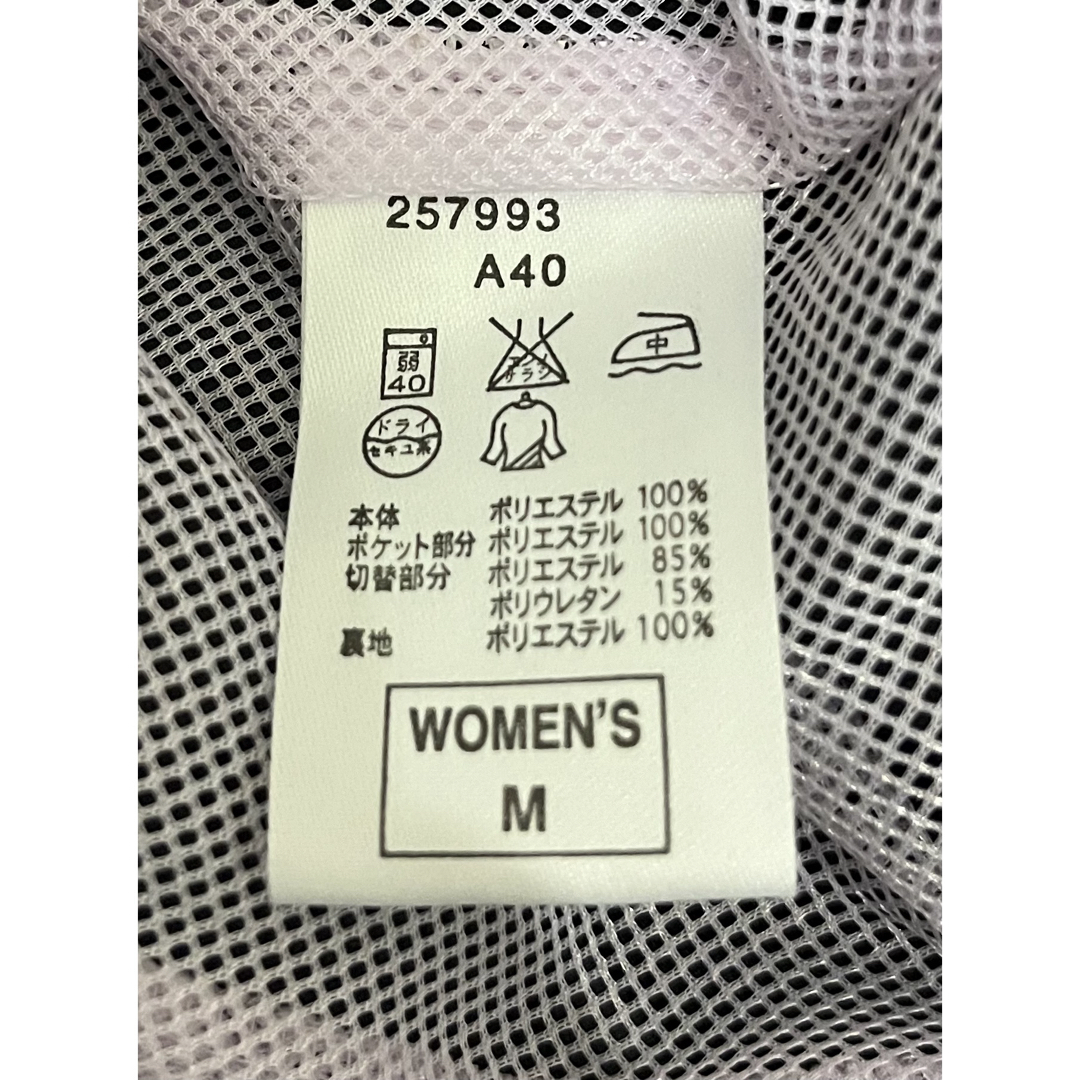 257993
A40
弱
40
エンソ
サラシ
中
ドライ
セキユ系
本体 ポリエステル 100%
ポケット部分 ポリエステル 100%
切替部分 ポリエステル 85%
ポリウレタン 15%
裏地 ポリエステル 100%
WOMEN'S
M